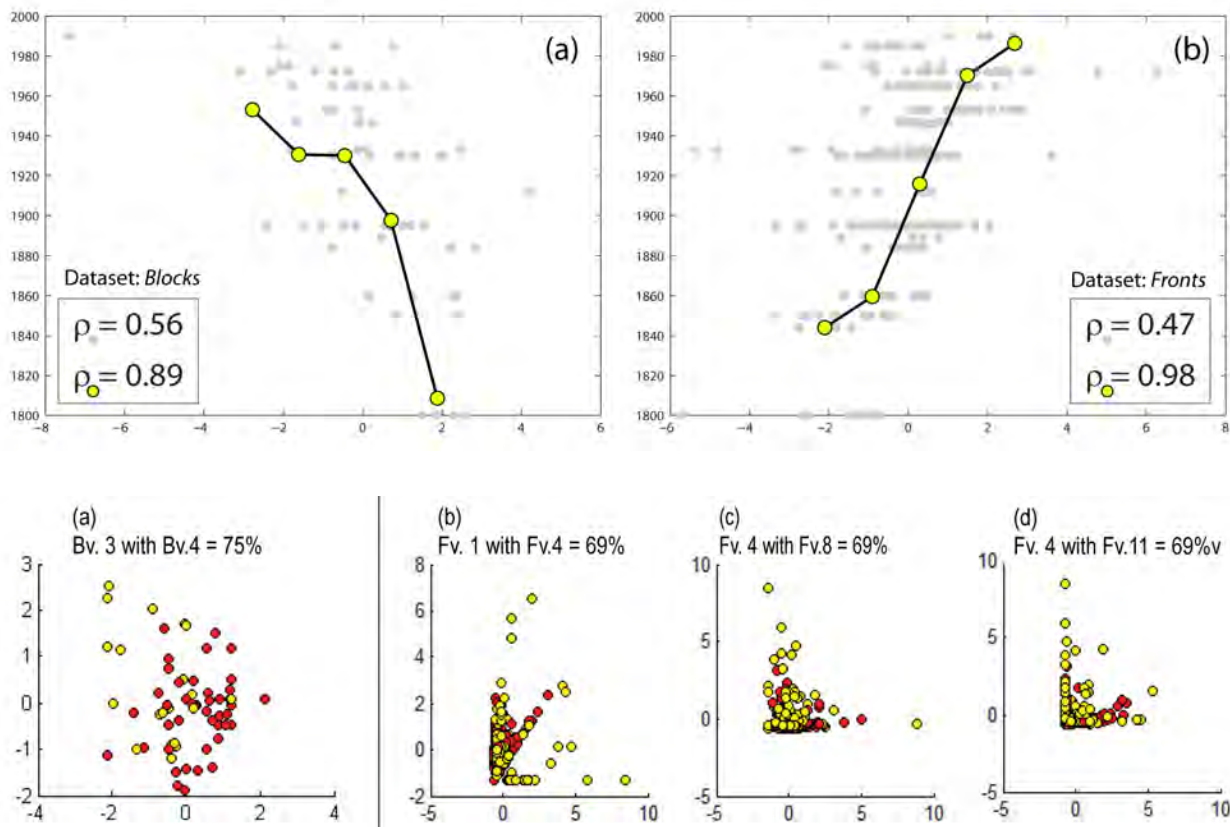 2000
1980
1960
1940
1920
1900
1880
1860
1840
1820
1800
-8 -6 -4 -2 0 2 4 6
(a)
Dataset: Blocks
ρ = 0.56
ρ = 0.89
2000
1980
1960
1940
1920
1900
1880
1860
1840
1820
1800
-6 -4 -2 0 2 4 6 8
(b)
Dataset: Fronts
ρ = 0.47
ρ = 0.98
(a)
Bv. 3 with Bv.4 = 75%
3
2
1
0
-1
-2
-4 -2 0 2 4
(b)
Fv. 1 with Fv.4 = 69%
8
6
4
2
0
-2
-5 0 5 10
(c)
Fv. 4 with Fv.8 = 69%
10
5
0
-5
-5 0 5 10
(d)
Fv. 4 with Fv.11 = 69%v
10
5
0
-5
-5 0 5 10